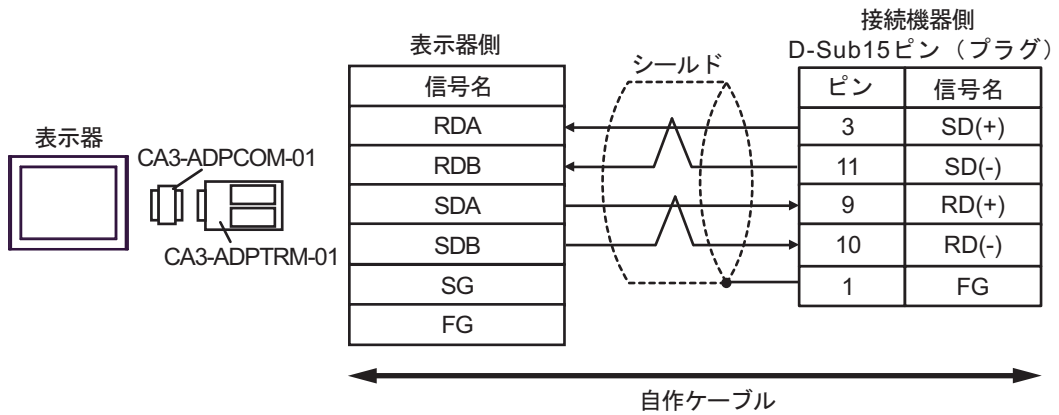 表示器
CA3-ADPCOM-01
CA3-ADPTRM-01
表示器側
信号名
RDA
RDB
SDA
SDB
SG
FG
シールド
接続機器側
D-Sub15ピン（プラグ）
ピン 信号名
3 SD(+)
11 SD(-)
9 RD(+)
10 RD(-)
1 FG
自作ケーブル